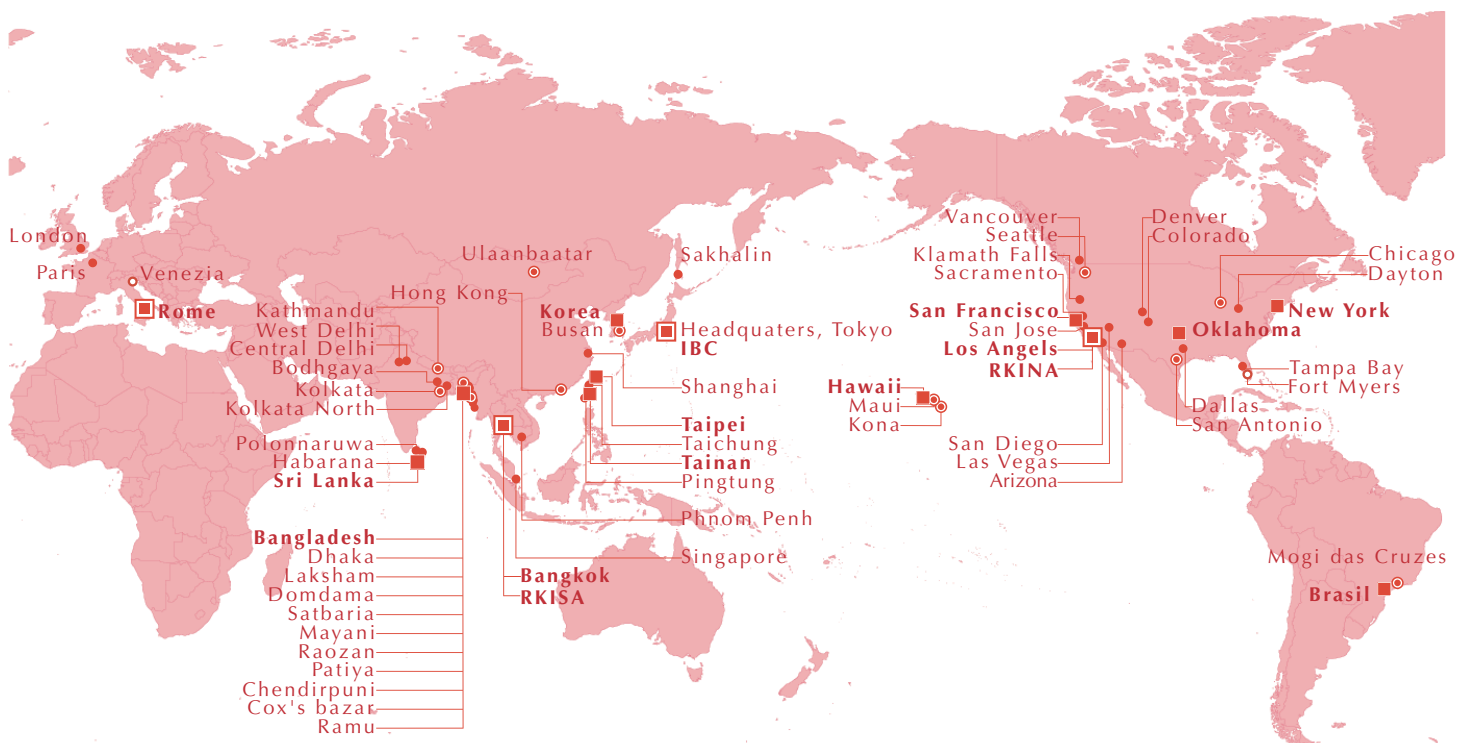 London
Paris
Venezia
Rome
Ulaanbaatar
Sakhalin
Hong Kong
Kathmandu
West Delhi
Central Delhi
Bodhgaya
Kolkata
Kolkata North
Korea
Busan
Headquaters, Tokyo
IBC
Shanghai
Polonnaruwa
Habarana
Sri Lanka
Taipei
Taichung
Tainan
Pingtung
Phnom Penh
Singapore
Bangkok
RKISA
Bangladesh
Dhaka
Laksham
Domdama
Satbaria
Mayani
Raozan
Patiya
Chendirpuni
Cox's bazar
Ramu
Vancouver
Seattle
Klamath Falls
Sacramento
San Francisco
San Jose
Los Angels
RKINA
Hawaii
Maui
Kona
San Diego
Las Vegas
Arizona
Denver
Colorado
Chicago
Dayton
New York
Oklahoma
Tampa Bay
Fort Myers
Dallas
San Antonio
Mogi das Cruzes
Brasil